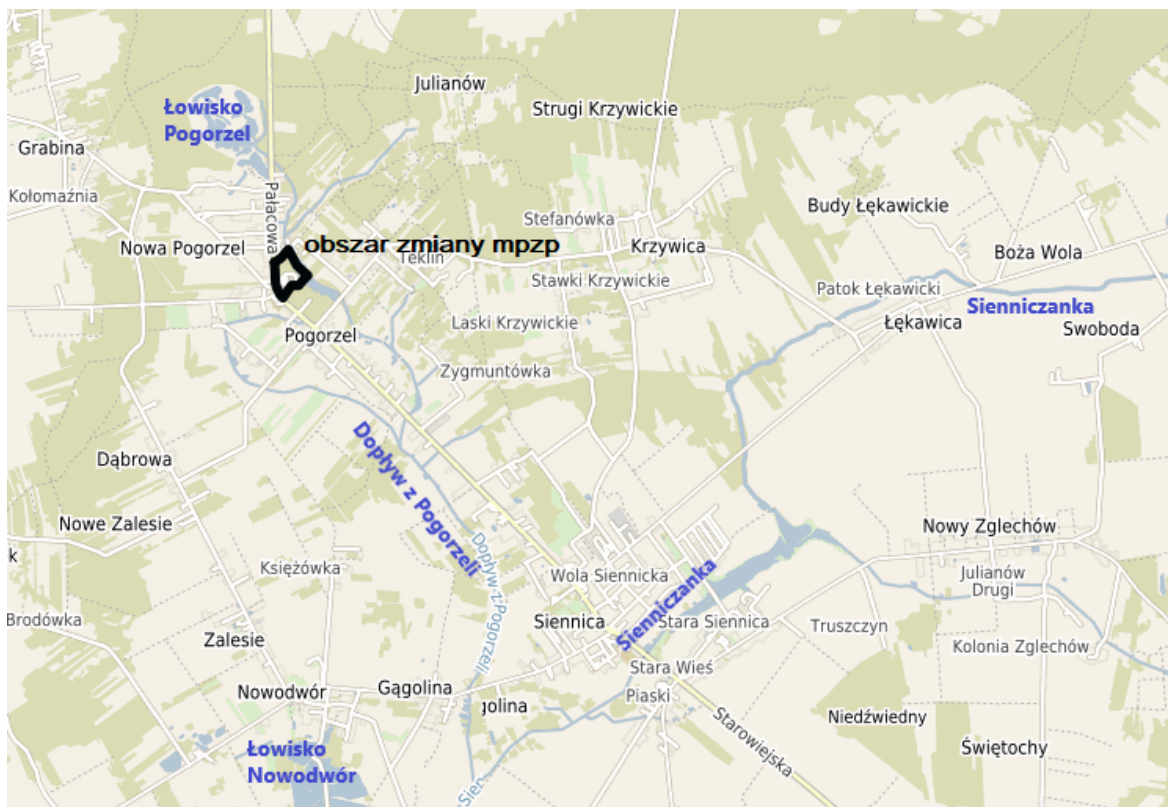 Julianów
Łowisko
Pogorzel
Strugi Krzywickie
Grabina
Kołomaźnia
Pałacowa
Stefanówka
Budy Łękawickie
Nowa Pogorzel
obszar zmiany mpzp
Krzywica
Boża Wola
Teklin
Stawki Krzywickie
Patok Łękawicki
Sienniczanka
Laski Krzywickie
Łękawica
Swoboda
Pogorzel
Zygmuntówka
Dąbrowa
Dopływ z Pogorzeli
Nowe Zalesie
Nowy Zglechów
k
Dopływ z Pogorzeli
Księżówka
Wola Siennicka
Julianów
Drugi
Brodówka
Siennica
Sienniczanka
Stara Siennica
Truszczyn
Zalesie
Kolonia Zglechów
Stara Wieś
Nowodwór
Gągolina
golina
Piaski
Starowiejska
Niedźwiedny
Łowisko
Nowodwór
Świętochy
Sien